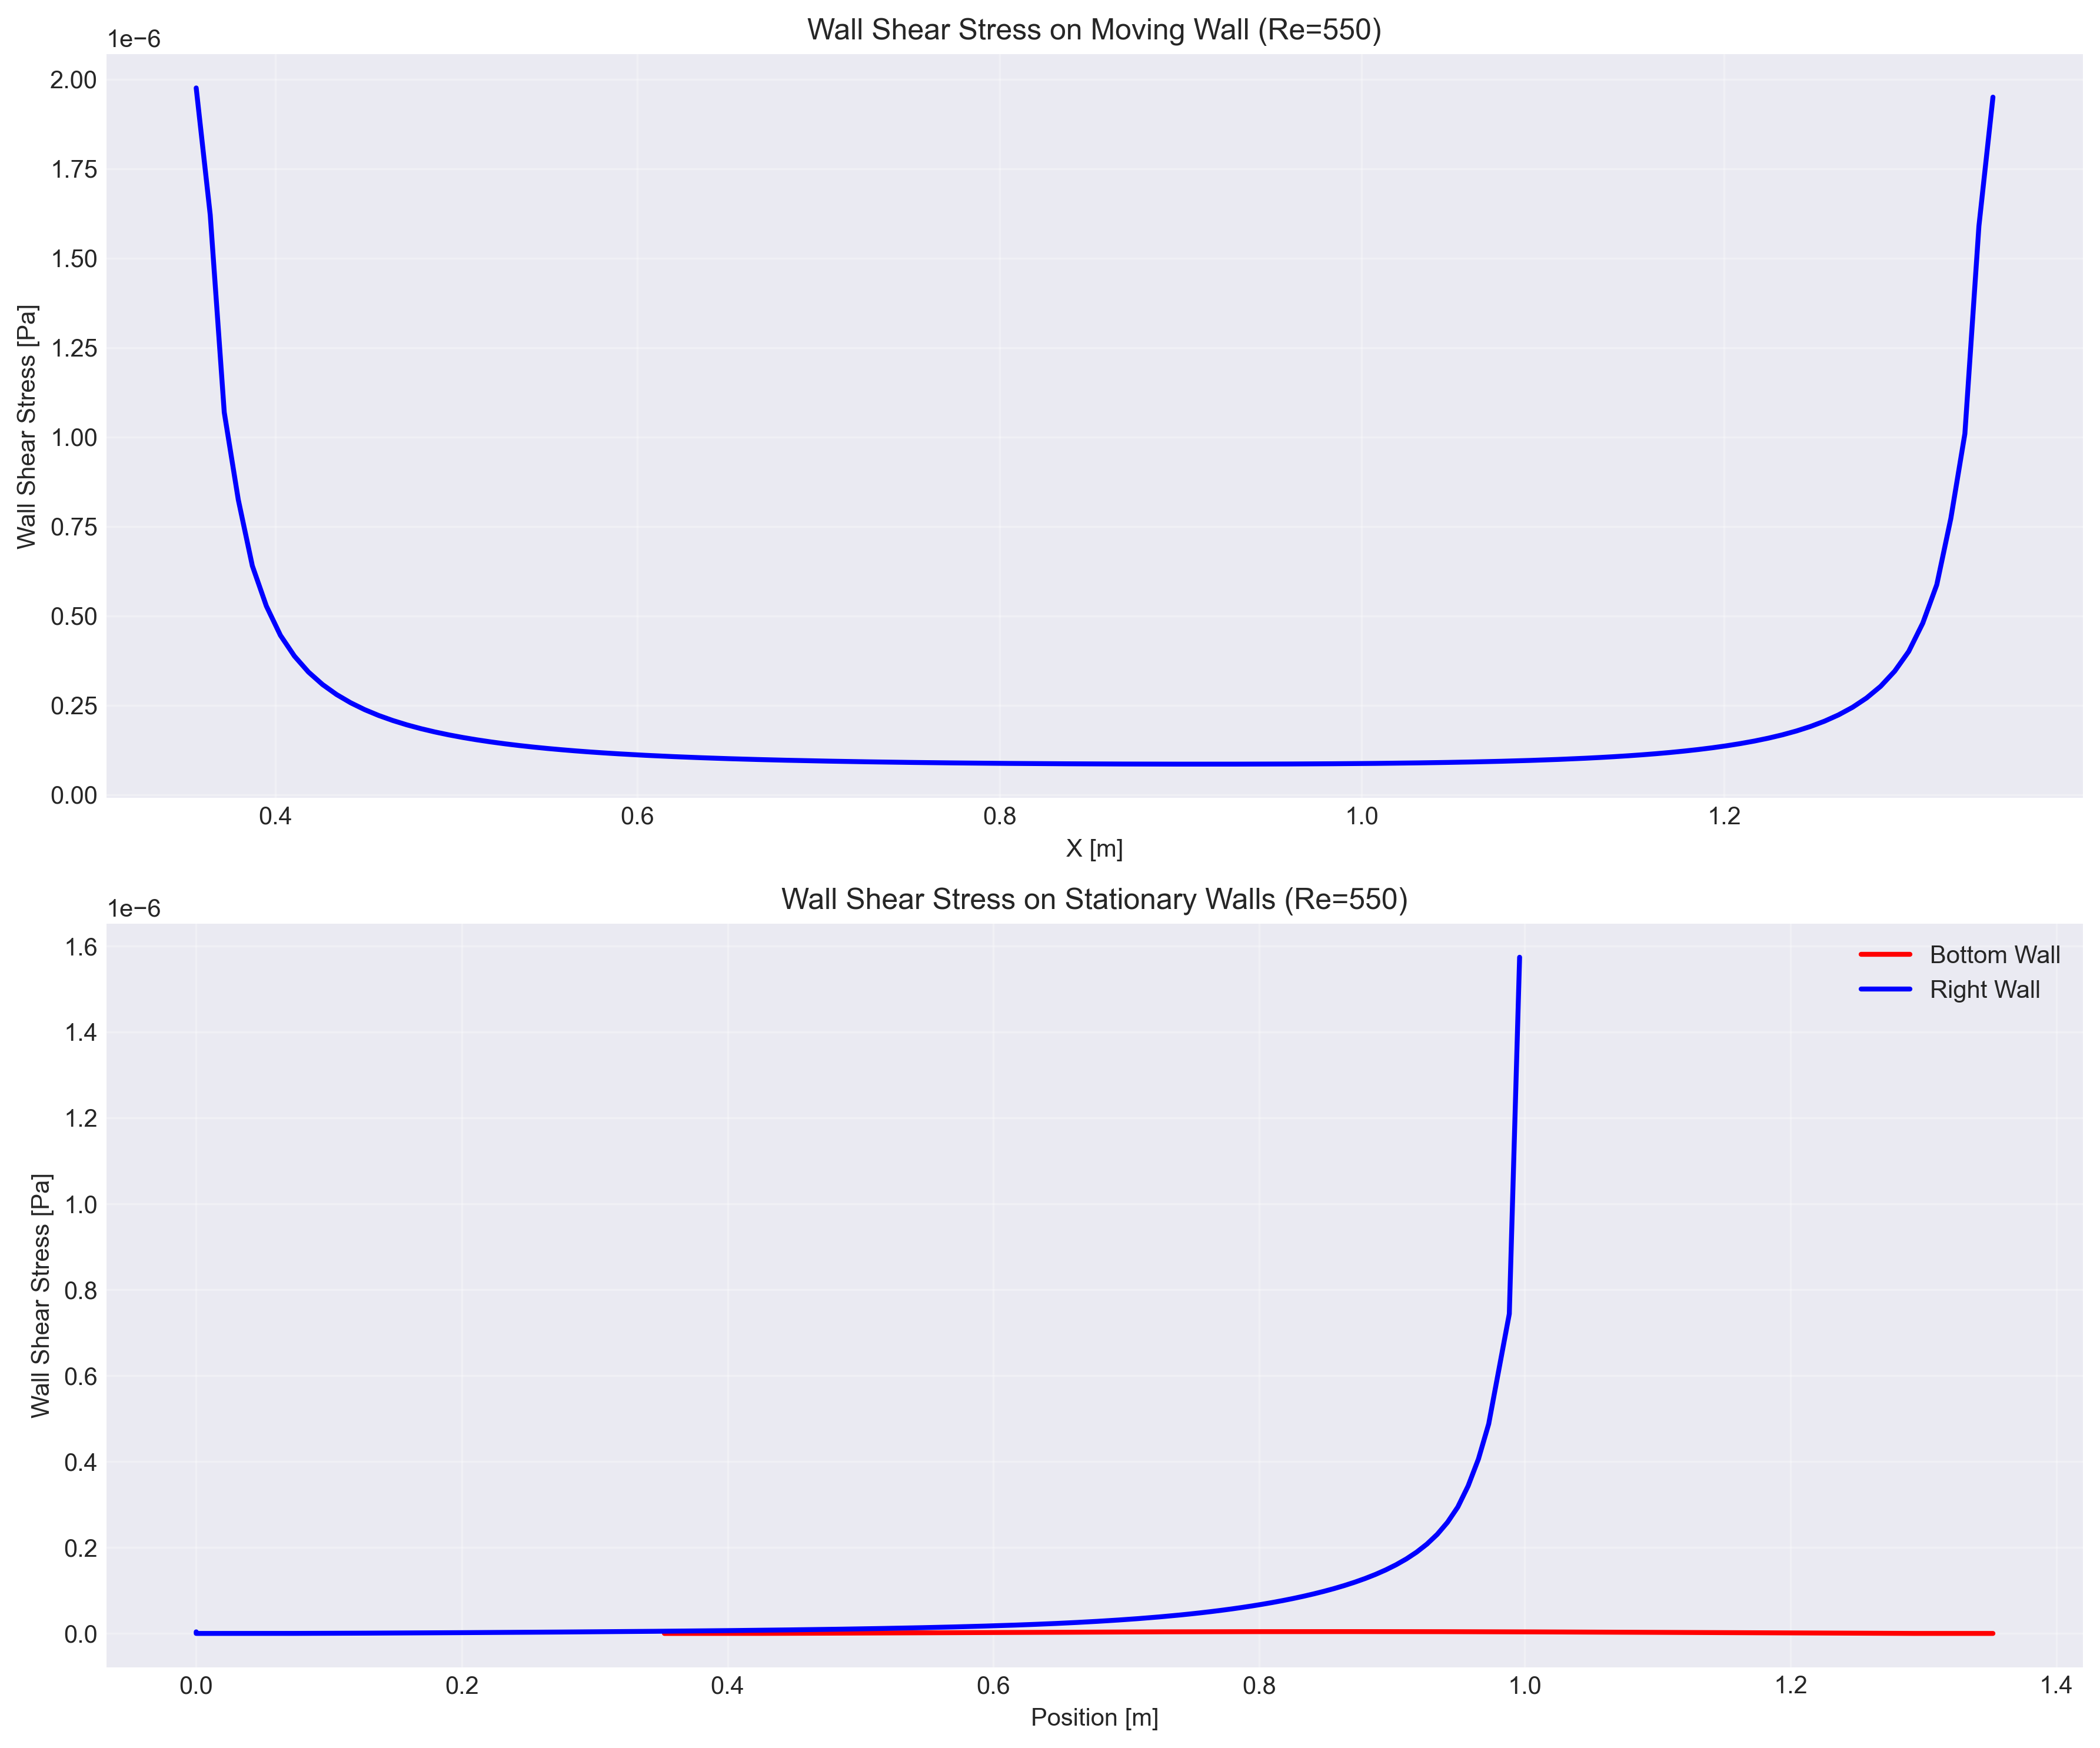 Wall Shear Stress on Moving Wall (Re=550)
1e−6
2.00
1.75
1.50
1.25
1.00
0.75
0.50
0.25
0.00
Wall Shear Stress [Pa]
0.4 0.6 0.8 1.0 1.2
X [m]
Wall Shear Stress on Stationary Walls (Re=550)
1e−6
Bottom Wall
Right Wall
1.6
1.4
1.2
1.0
0.8
0.6
0.4
0.2
0.0
Wall Shear Stress [Pa]
0.0 0.2 0.4 0.6 0.8 1.0 1.2 1.4
Position [m]